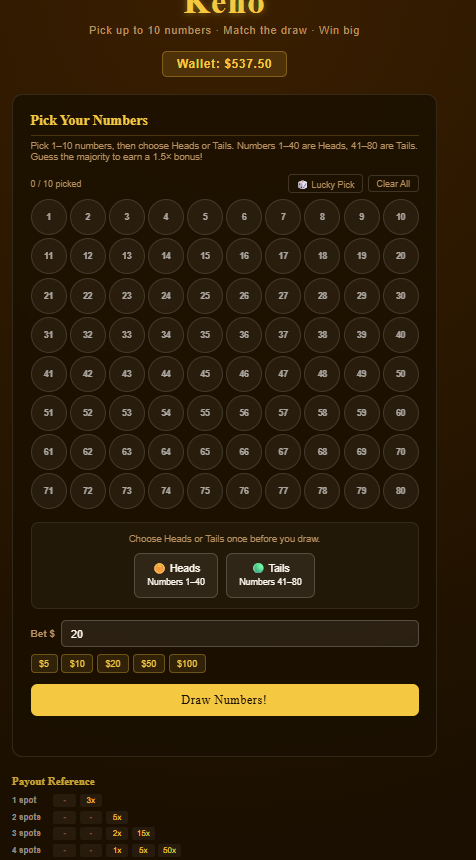 Keno
Pick up to 10 numbers · Match the draw · Win big
Wallet: $537.50
Pick Your Numbers
Pick 1–10 numbers, then choose Heads or Tails. Numbers 1–40 are Heads, 41–80 are Tails.
Guess the majority to earn a 1.5× bonus!
0 / 10 picked Lucky Pick Clear All
1 2 3 4 5 6 7 8 9 10
11 12 13 14 15 16 17 18 19 20
21 22 23 24 25 26 27 28 29 30
31 32 33 34 35 36 37 38 39 40
41 42 43 44 45 46 47 48 49 50
51 52 53 54 55 56 57 58 59 60
61 62 63 64 65 66 67 68 69 70
71 72 73 74 75 76 77 78 79 80
Choose Heads or Tails once before you draw.
Heads Tails
Numbers 1–40 Numbers 41–80
Bet $ 20
$5 $10 $20 $50 $100
Draw Numbers!
Payout Reference
1 spot - 3x
2 spots - - 5x
3 spots - - 2x 15x
4 spots - - 1x 5x 50x